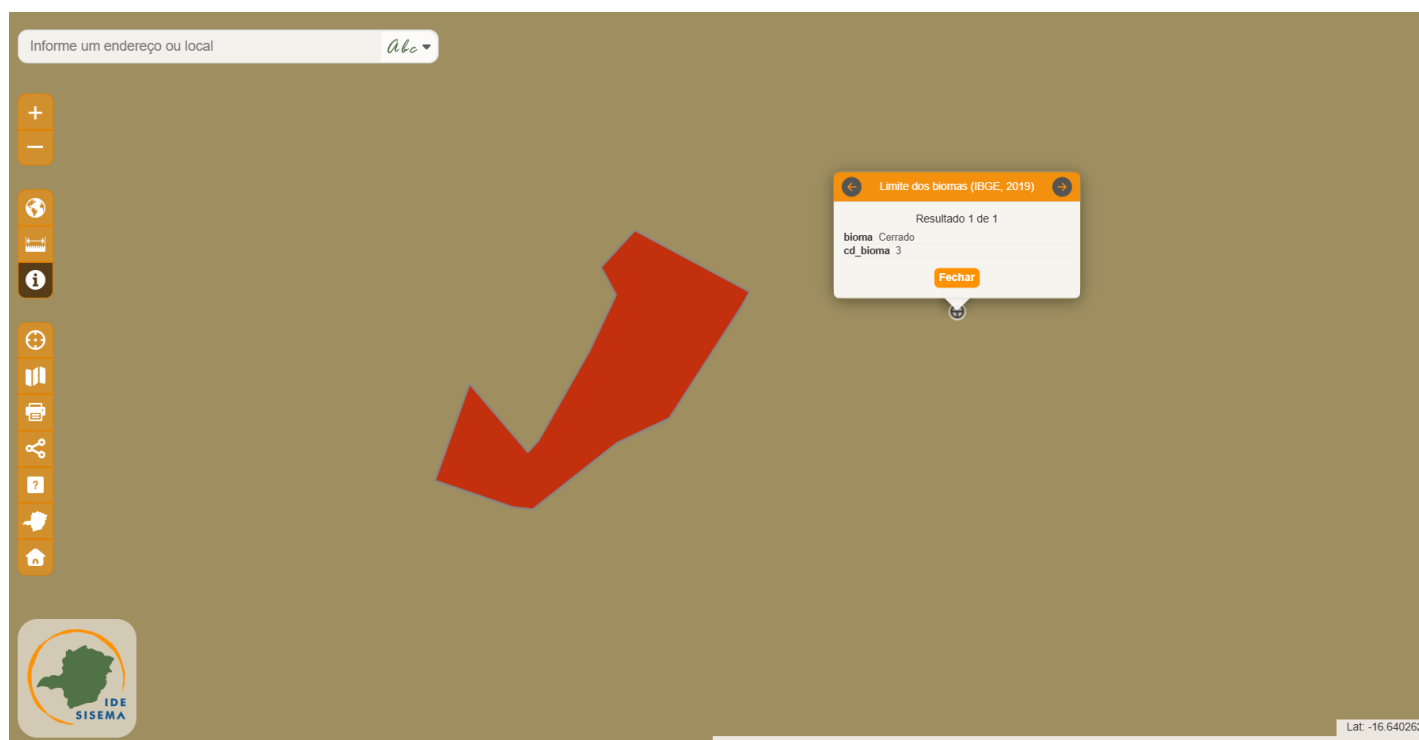 Informe um endereço ou local
Abc
Limite dos biomas (IBGE, 2019)
Resultado 1 de 1
bioma Cerrado
cd_bioma 3
Fechar
IDE
SISEMA
Lat: -16.640262